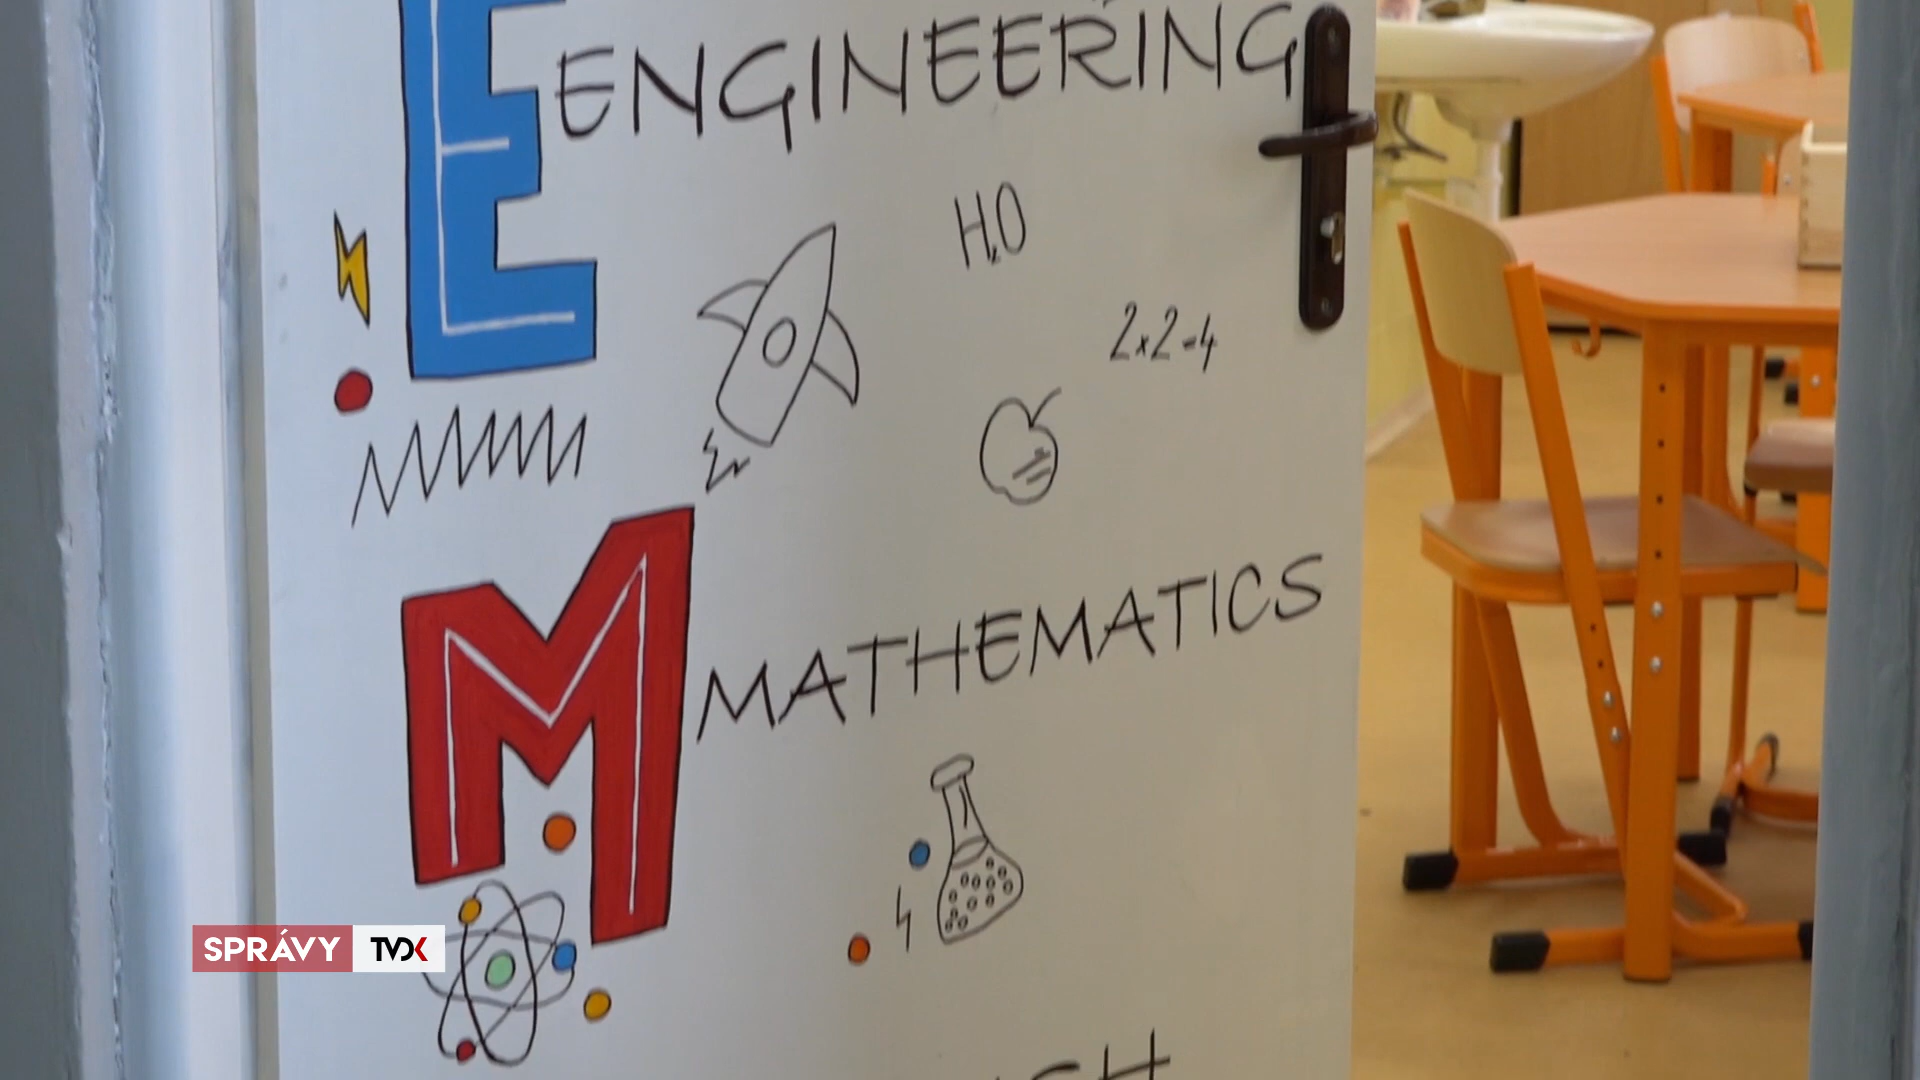 E ENGINEERING
H₂O
2x2=4
M MATHEMATICS
SPRÁVY TVDK